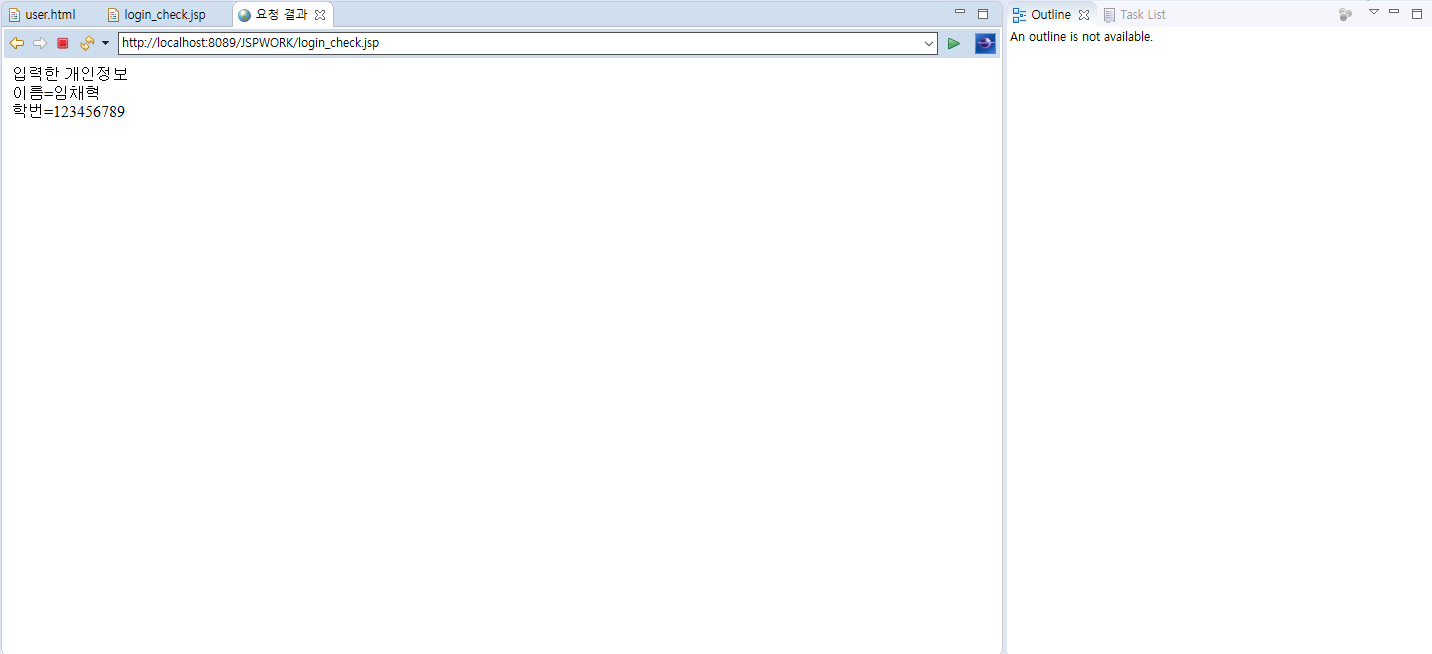 user.html
login_check.jsp
요청 결과
Outline
Task List
http://localhost:8089/JSPWORK/login_check.jsp
An outline is not available.
입력한 개인정보
이름=임채혁
학번=123456789